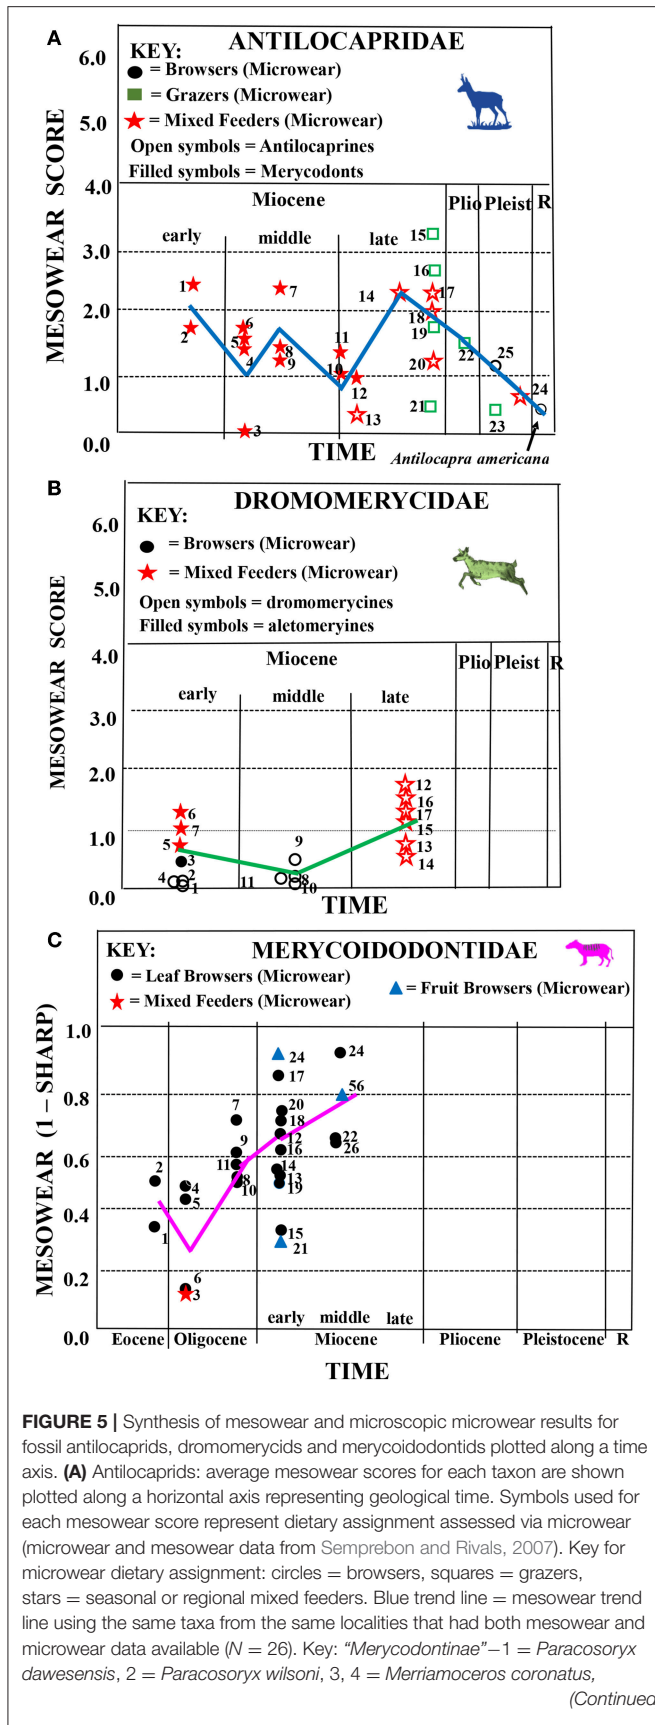 A
ANTILOCAPRIDAE
KEY:
= Browsers (Microwear)
= Grazers (Microwear)
= Mixed Feeders (Microwear)
Open symbols = Antilocaprines
Filled symbols = Merycodonts
MESOWEAR SCORE
6.0
5.0
4.0
3.0
2.0
1.0
0.0
Miocene
Plio
Pleist
R
early
middle
late
1
2
3
4
5
6
7
8
9
10
11
12
13
14
15
16
17
18
19
20
21
22
23
24
25
TIME
Antilocapra americana
B
DROMOMERYCIDAE
KEY:
= Browsers (Microwear)
= Mixed Feeders (Microwear)
Open symbols = dromomerycines
Filled symbols = aletomeryines
MESOWEAR SCORE
6.0
5.0
4.0
3.0
2.0
1.0
0.0
Miocene
Plio
Pleist
R
early
middle
late
6
7
5
3
4
2
1
9
11
8
10
12
16
17
15
13
14
TIME
C
MERYCOIDODONTIDAE
KEY:
= Leaf Browsers (Microwear)
= Mixed Feeders (Microwear)
= Fruit Browsers (Microwear)
MESOWEAR (1 – SHARP)
1.0
0.8
0.6
0.4
0.2
0.0
2
1
4
5
6
3
7
9
11
8
10
24
17
20
18
12
16
14
13
19
15
21
24
56
22
26
early
middle
late
Eocene
Oligocene
Miocene
Pliocene
Pleistocene
R
TIME
FIGURE 5 | Synthesis of mesowear and microscopic microwear results for
fossil antilocaprids, dromomerycids and merycoidodontids plotted along a time
axis. (A) Antilocaprids: average mesowear scores for each taxon are shown
plotted along a horizontal axis representing geological time. Symbols used for
each mesowear score represent dietary assignment assessed via microwear
(microwear and mesowear data from Semprebon and Rivals, 2007). Key for
microwear dietary assignment: circles = browsers, squares = grazers,
stars = seasonal or regional mixed feeders. Blue trend line = mesowear trend
line using the same taxa from the same localities that had both mesowear and
microwear data available (N = 26). Key: “Merycodontinae”−1 = Paracosoryx
dawesensis, 2 = Paracosoryx wilsoni, 3, 4 = Merriamoceros coronatus,
(Continued